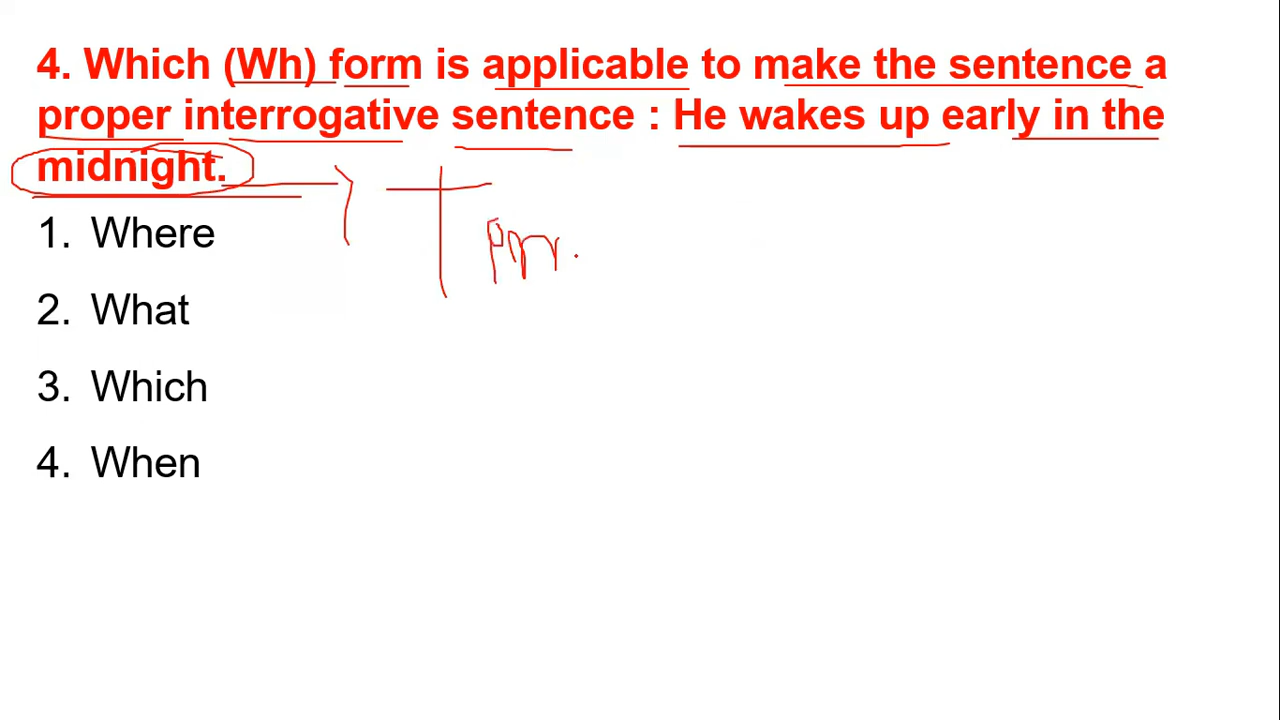 4. Which (Wh) form is applicable to make the sentence a
proper interrogative sentence : He wakes up early in the
midnight.
1. Where
2. What
3. Which
4. When